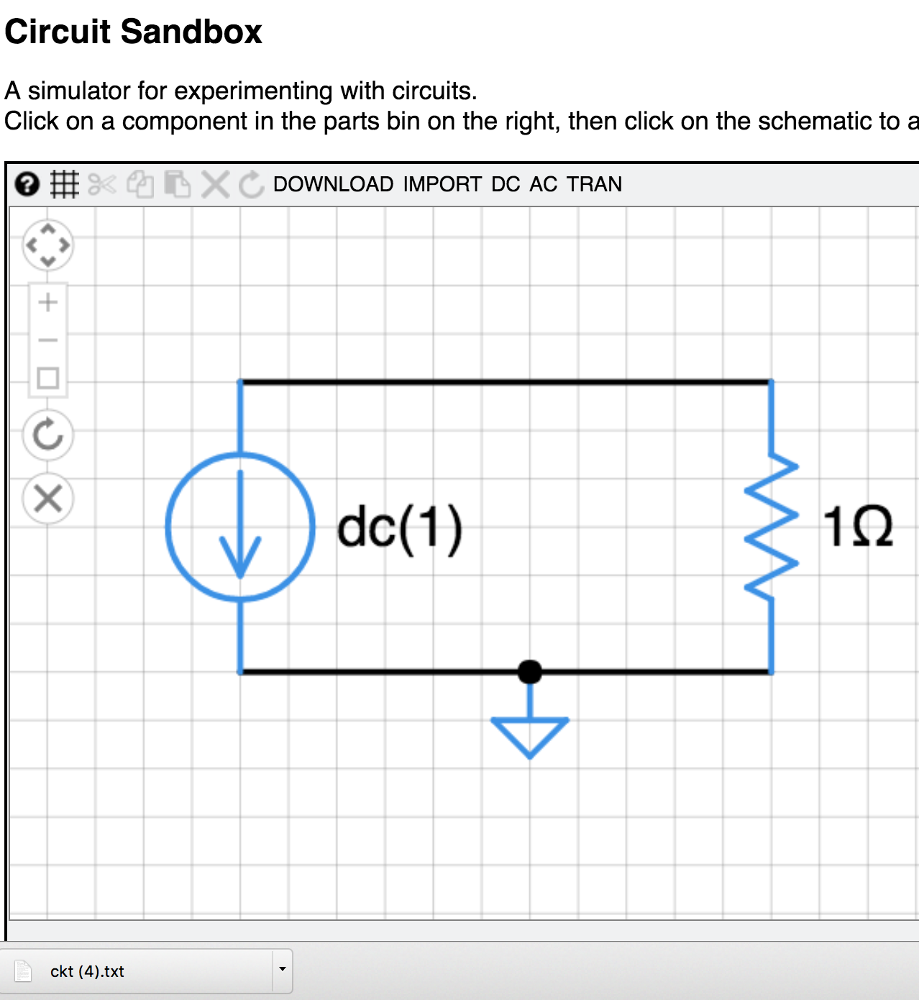 Circuit Sandbox
A simulator for experimenting with circuits.
Click on a component in the parts bin on the right, then click on the schematic to a
DOWNLOAD IMPORT DC AC TRAN
dc(1)
1Ω
ckt (4).txt